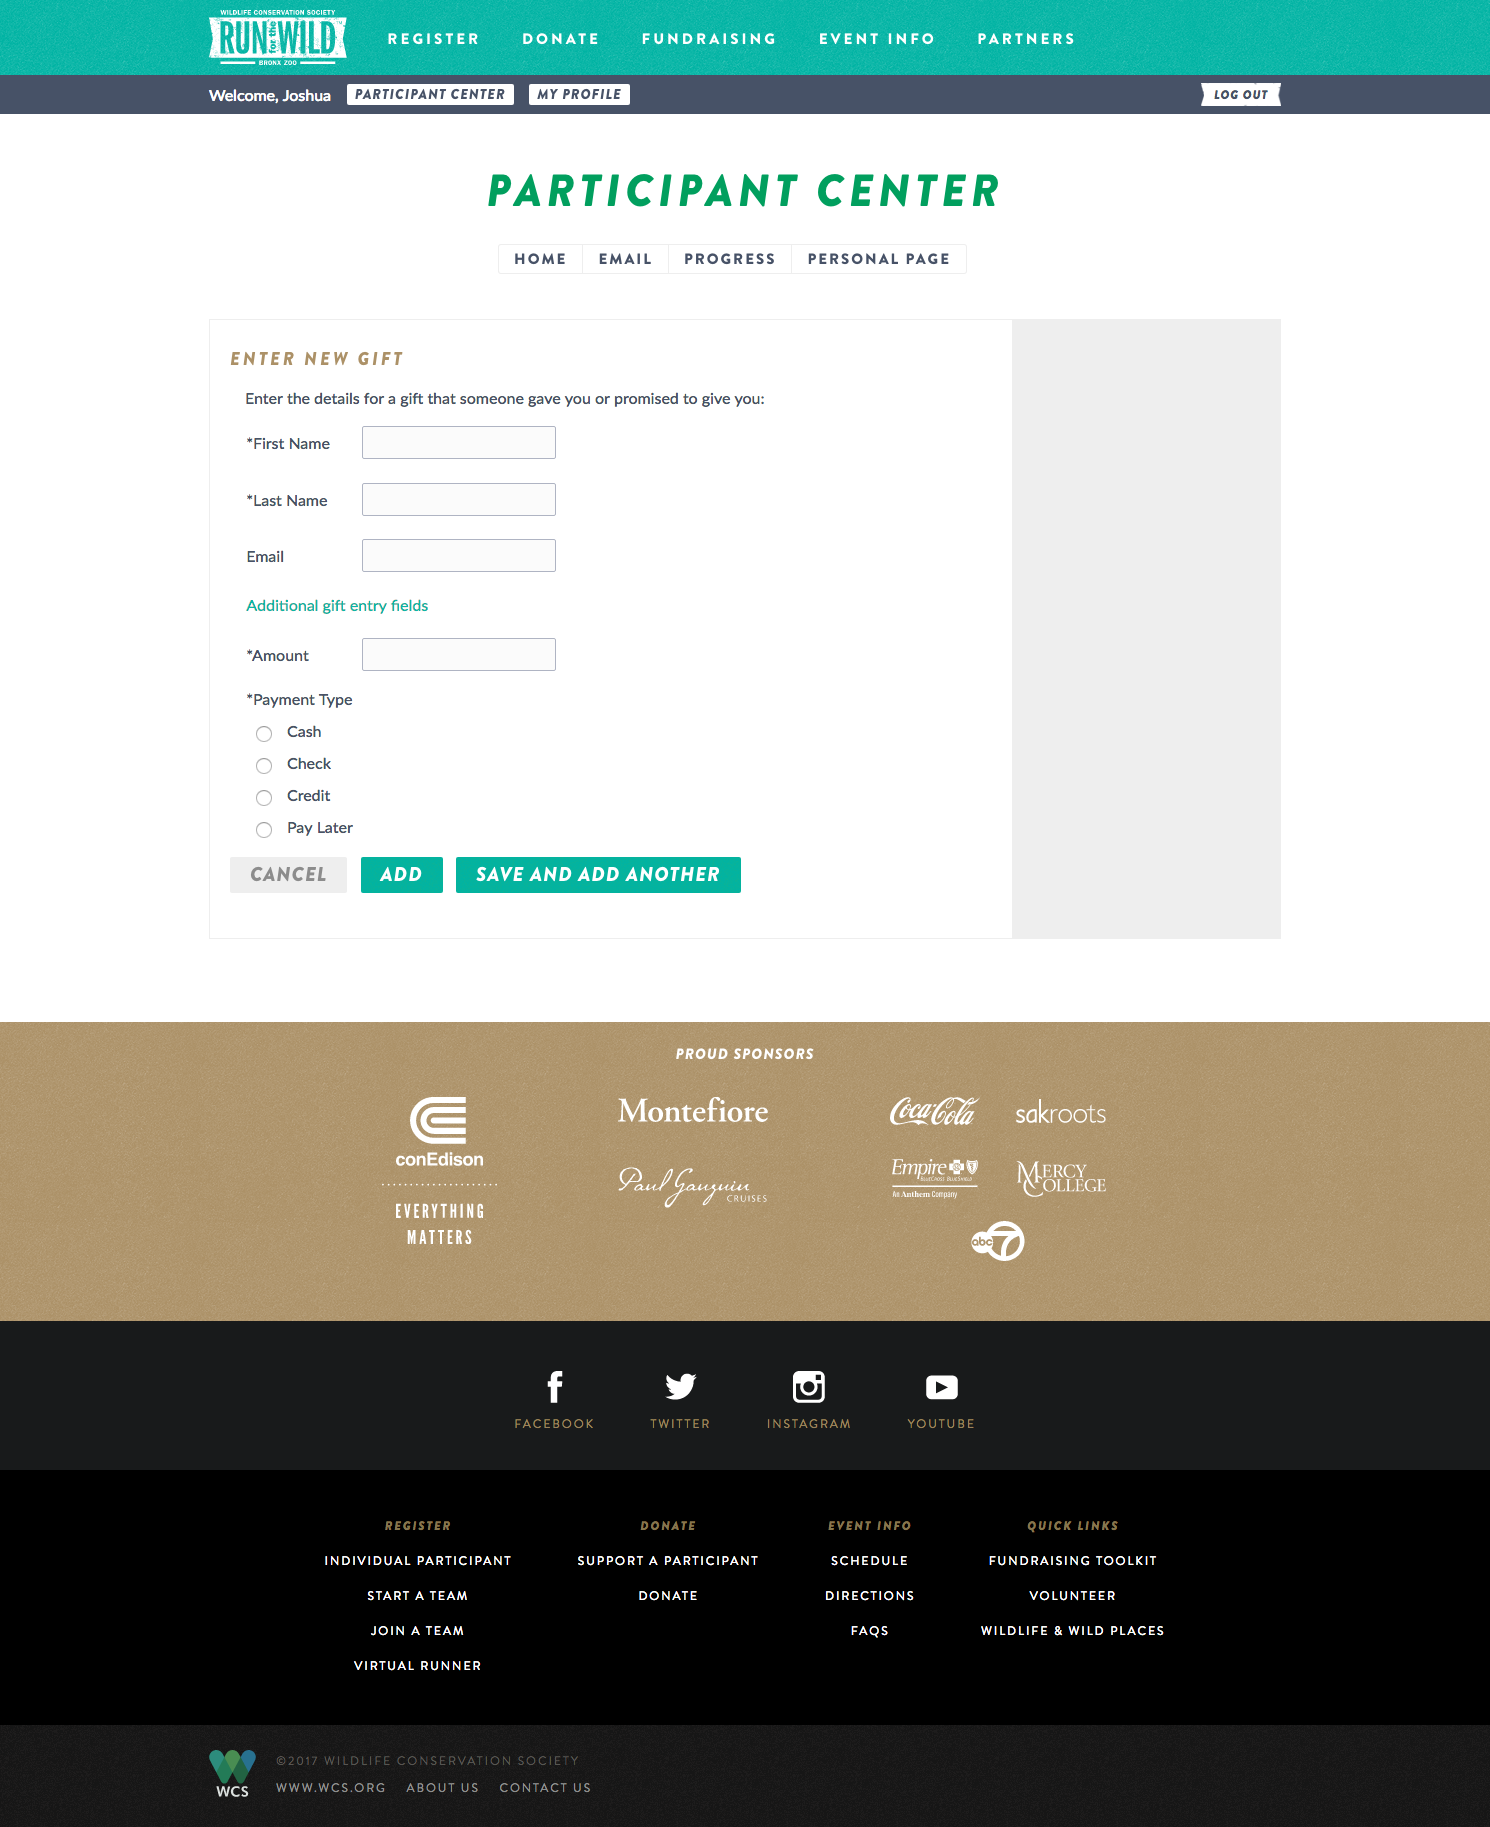 WILDLIFE CONSERVATION SOCIETY
RUN for the WILD
BRONX ZOO
REGISTER DONATE FUNDRAISING EVENT INFO PARTNERS
Welcome, Joshua PARTICIPANT CENTER MY PROFILE LOG OUT
PARTICIPANT CENTER
HOME EMAIL PROGRESS PERSONAL PAGE
ENTER NEW GIFT
Enter the details for a gift that someone gave you or promised to give you:
*First Name
*Last Name
Email
Additional gift entry fields
*Amount
*Payment Type
Cash
Check
Credit
Pay Later
CANCEL ADD SAVE AND ADD ANOTHER
PROUD SPONSORS
conEdison
EVERYTHING
MATTERS
Montefiore
Paul Gauguin
CRUISES
Coca-Cola
sakroots
Empire
BLUECROSS BLUESHIELD
An Anthem Company
MERCY
COLLEGE
abc 7
FACEBOOK TWITTER INSTAGRAM YOUTUBE
REGISTER
INDIVIDUAL PARTICIPANT
START A TEAM
JOIN A TEAM
VIRTUAL RUNNER
DONATE
SUPPORT A PARTICIPANT
DONATE
EVENT INFO
SCHEDULE
DIRECTIONS
FAQS
QUICK LINKS
FUNDRAISING TOOLKIT
VOLUNTEER
WILDLIFE & WILD PLACES
WCS
©2017 WILDLIFE CONSERVATION SOCIETY
WWW.WCS.ORG ABOUT US CONTACT US